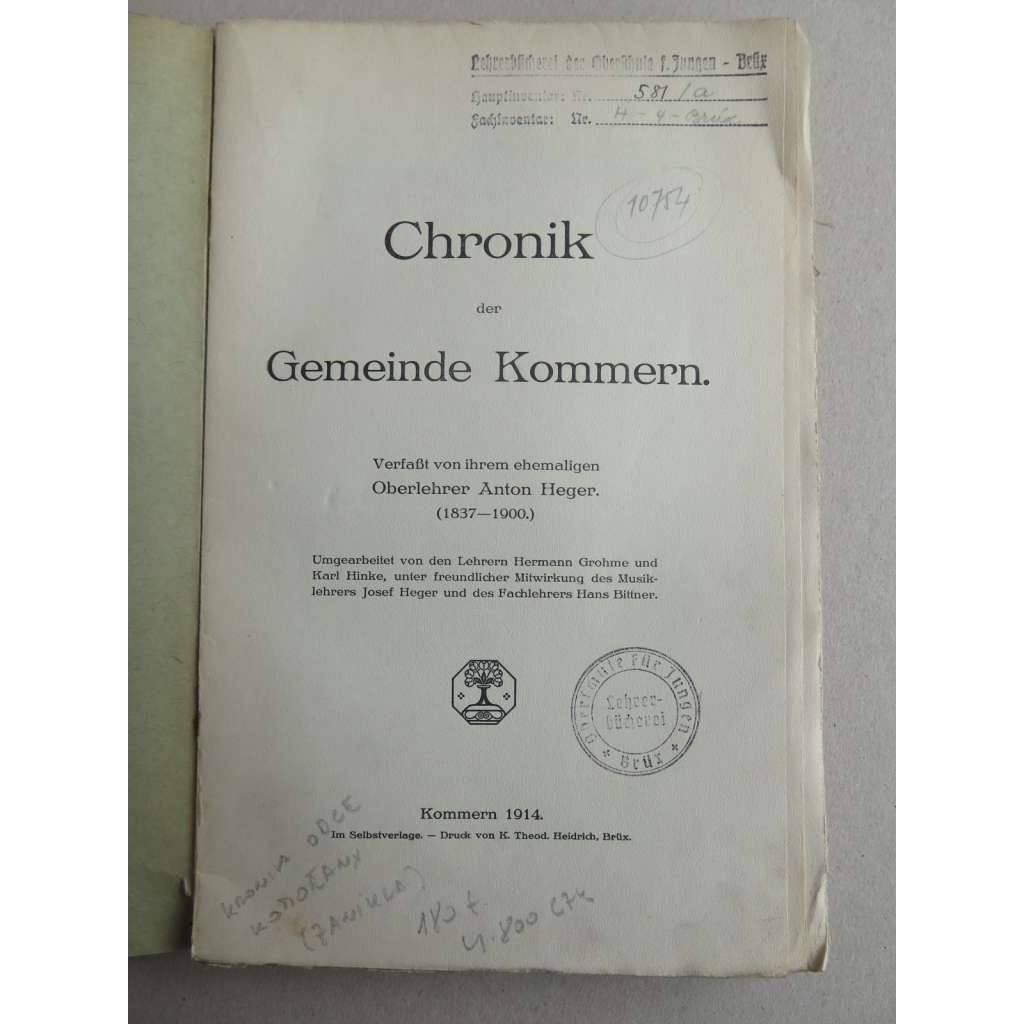 Lehrerbücherei der Oberschule f. Jungen - Brüx
Hauptinventar: Nr. 581/a
Fachinventar: Nr. H - 4 - Brüx
10754
Chronik
der
Gemeinde Kommern.
Verfaßt von ihrem ehemaligen
Oberlehrer Anton Heger.
(1837—1900.)
Umgearbeitet von den Lehrern Hermann Grohme und
Karl Hinke, unter freundlicher Mitwirkung des Musik-
lehrers Josef Heger und des Fachlehrers Hans Bittner.
Oberschule für Jungen
Lehrer-
bücherei
Brüx
Kommern 1914.
Im Selbstverlage. — Druck von K. Theod. Heidrich, Brüx.
KRONIKA OBCE
KOMOŘANY
(ZANIKLA)
180 t.
4.800 Czk